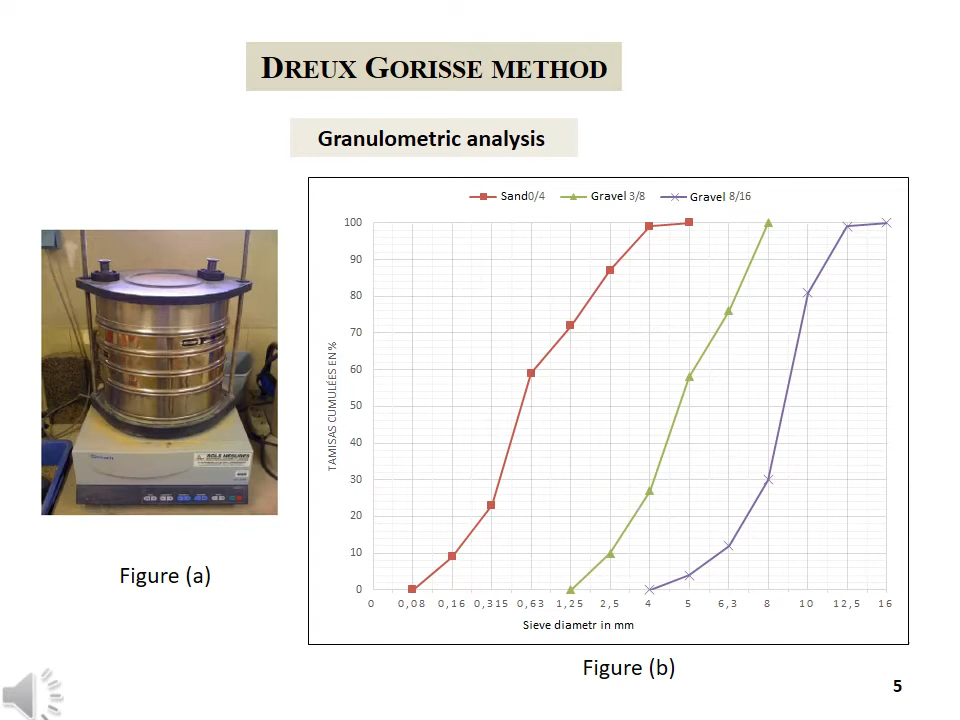 DREUX GORISSE METHOD
Granulometric analysis
Sand0/4 Gravel 3/8 Gravel 8/16
100
90
80
70
60
50
40
30
20
10
0
TAMISAS CUMULÉES EN %
0 0,08 0,16 0,315 0,63 1,25 2,5 4 5 6,3 8 10 12,5 16
Sieve diametr in mm
Figure (a)
Figure (b)
5